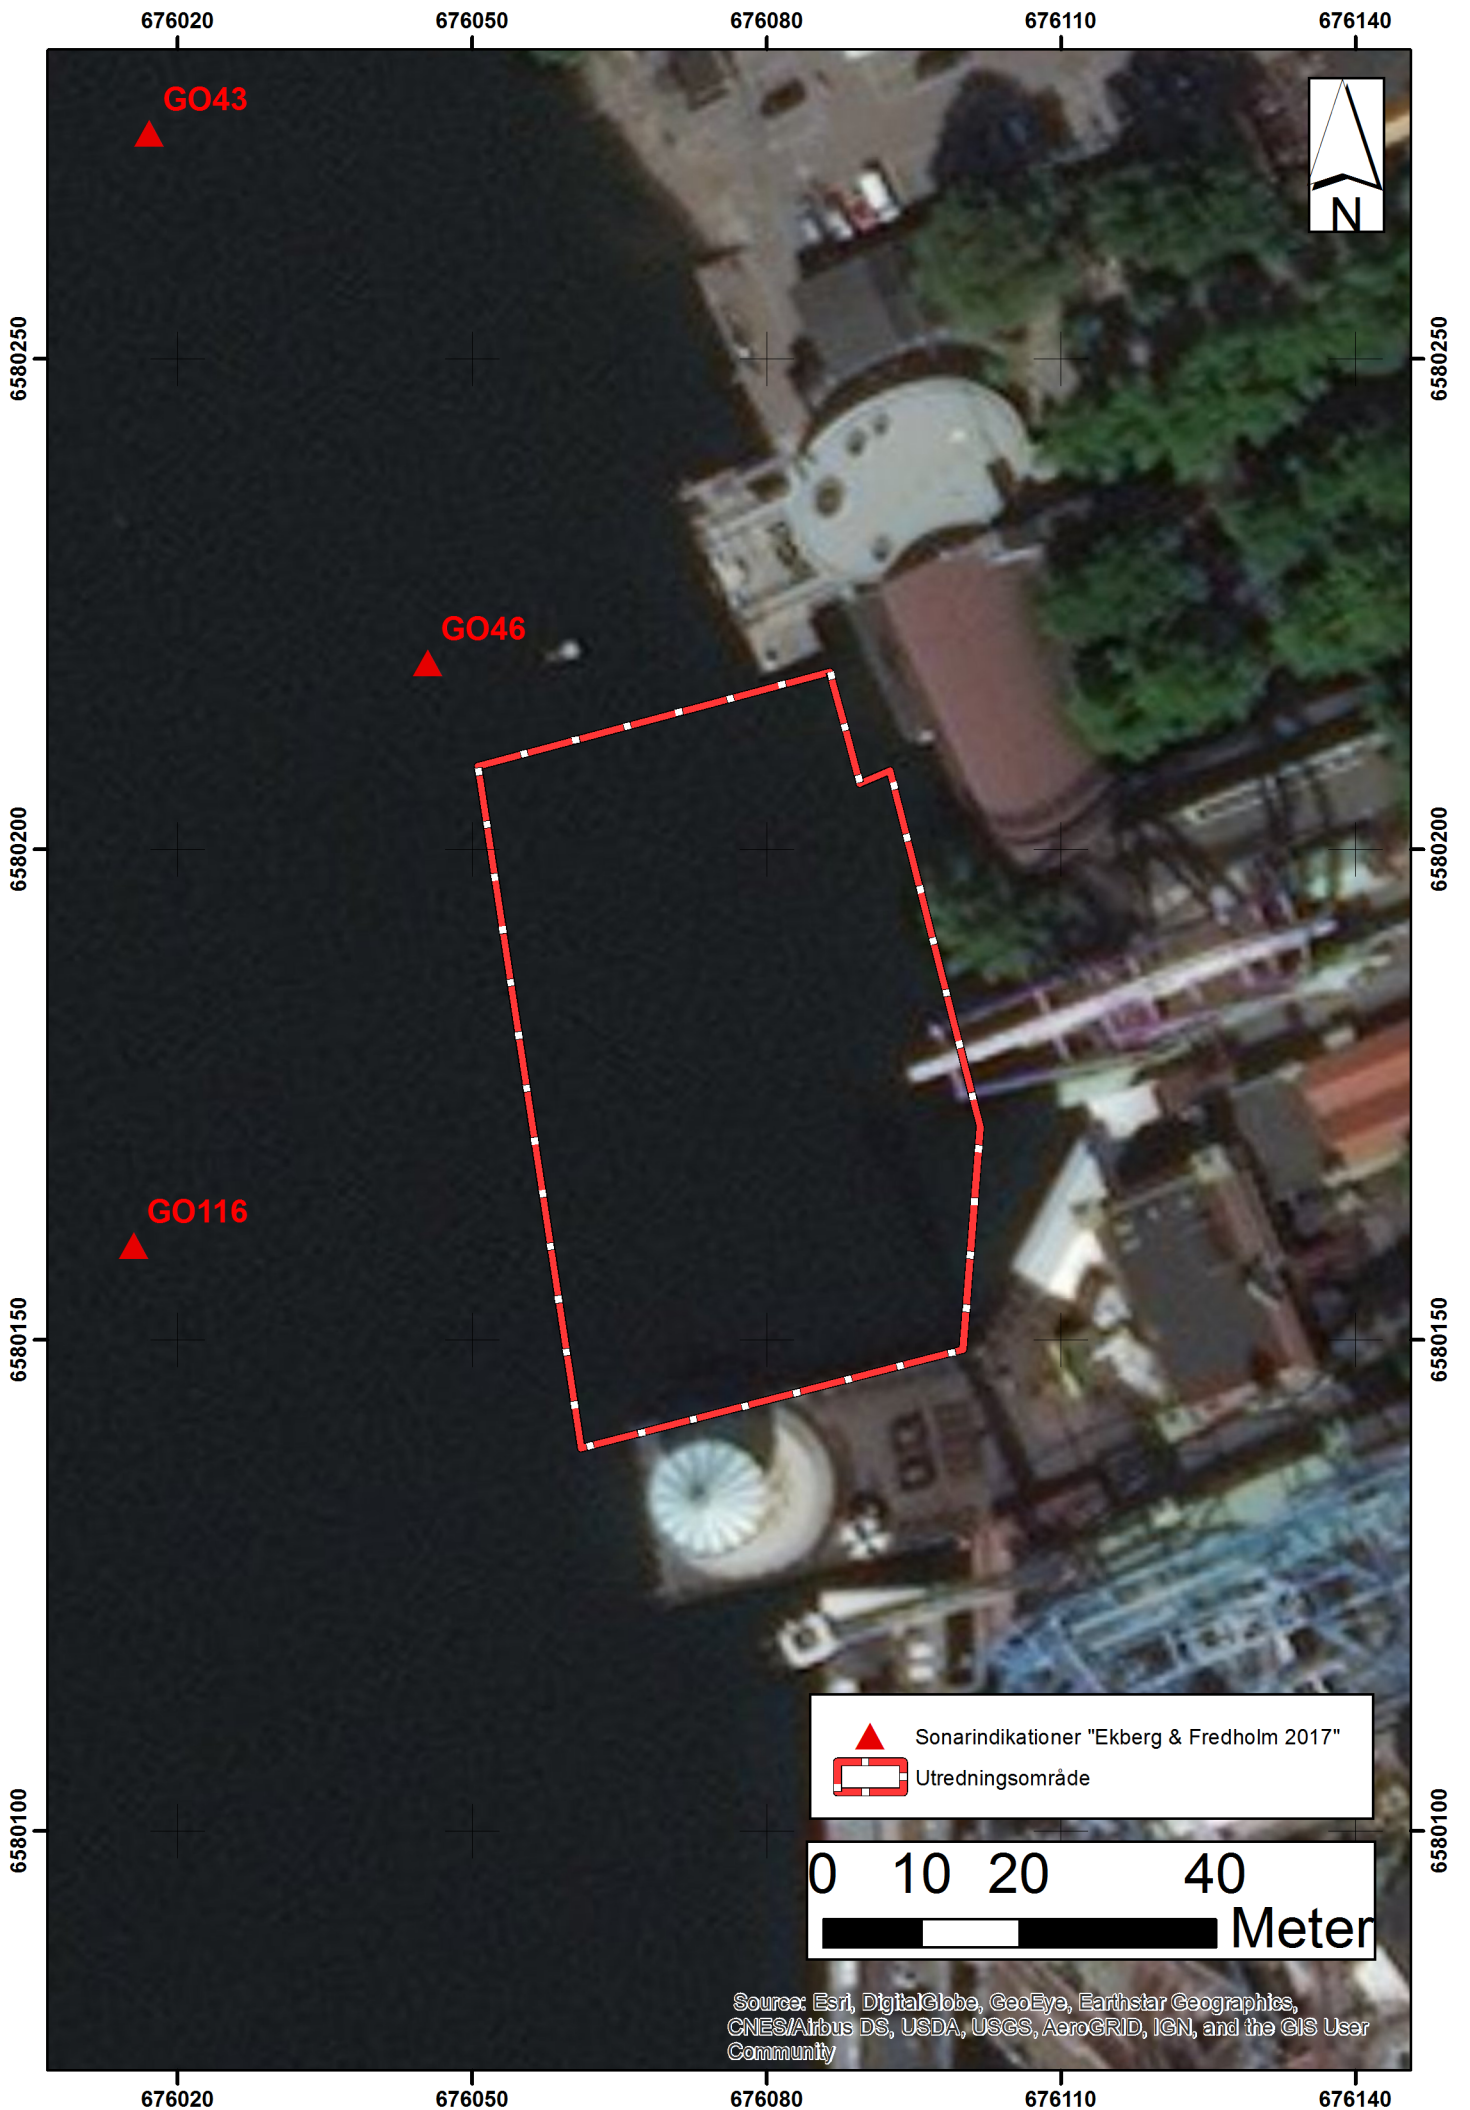 676020 676050 676080 676110 676140
GO43
N
6580250 6580250
GO46
6580200 6580200
GO116
6580150 6580150
Sonarindikationer "Ekberg & Fredholm 2017"
Utredningsområde
6580100 6580100
0 10 20 40
Meter
Source: Esri, DigitalGlobe, GeoEye, Earthstar Geographics,
CNES/Airbus DS, USDA, USGS, AeroGRID, IGN, and the GIS User
Community
676020 676050 676080 676110 676140